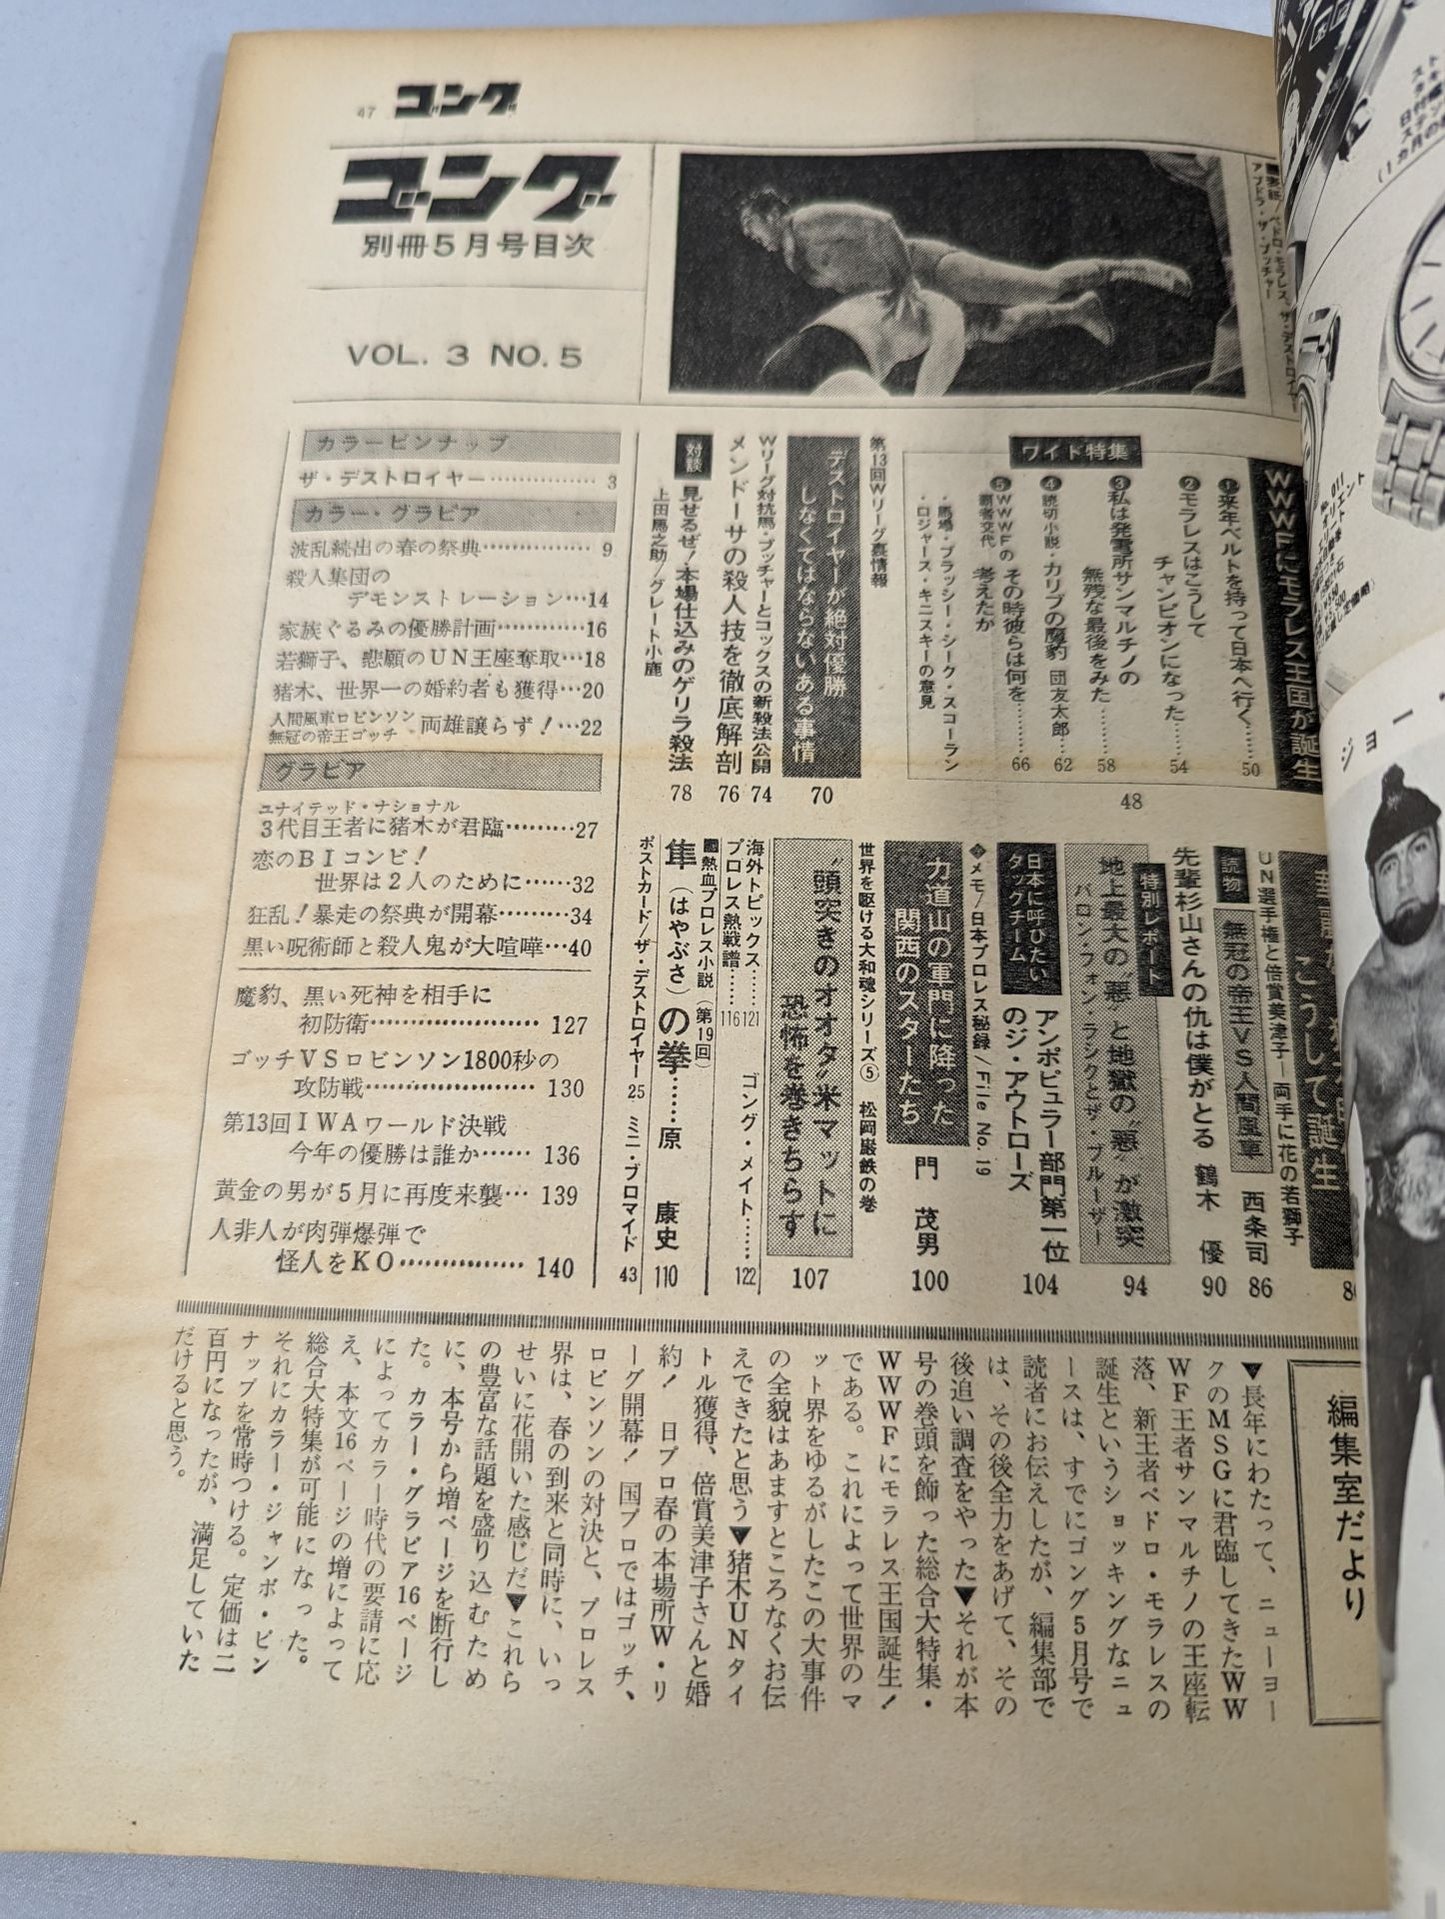 47 ゴング
ゴング
別冊5月号目次
VOL. 3 NO. 5
カラーピンナップ
ザ・デストロイヤー……………3
カラー・グラビア
波乱続出の春の祭典……………9
殺人集団の
デモンストレーション…14
家族ぐるみの優勝計画…………16
若獅子、悲願のUN王座奪取…18
猪木、世界一の婚約者も獲得…20
人間風車ロビンソン
無冠の帝王ゴッチ 両雄譲らず!…22
グラビア
ユナイテッド・ナショナル
3代目王者に猪木が君臨………27
恋のBIコンビ!
世界は2人のために……32
狂乱!暴走の祭典が開幕………34
黒い呪術師と殺人鬼が大喧嘩…40
魔豹、黒い死神を相手に
初防衛…………………127
ゴッチVSロビンソン1800秒の
攻防戦…………………130
第13回IWAワールド決戦
今年の優勝は誰か……136
黄金の男が5月に再度来襲…139
人非人が肉弾爆弾で
怪人をKO……………140
WWWFにモラレス王国が誕生
48
ワイド特集
❶来年ベルトを持って日本へ行く……50
❷モラレスはこうして
チャンピオンになった……54
❸私は発電所サンマルチノの
無残な最後をみた……58
❹読切小説・カリブの魔豹 団友太郎……62
❺WWWFの
覇者交代 その時彼らは何を
考えたか……66
・馬場・ブラッシー・シーク・スコーラン
・ロジャース・キニスキーの意見
第13回Wリーグ裏情報
デストロイヤーが絶対優勝
しなくてはならないある事情
70
Wリーグ対抗馬・ブッチャーとコックスの新殺法公開 74
メンドーサの殺人技を徹底解剖 76
対談 見せるぜ!本場仕込みのゲリラ殺法 78
上田馬之助/グレート小鹿
こうして誕生
UN選手権と倍賞美津子―両手に花の若獅子
読物 無冠の帝王VS人間風車 西条司 86
先輩杉山さんの仇は僕がとる 鶴木 優 90
特別レポート
地上最大の“悪”と地獄の“悪”が激突 94
バロン・フォン・ラシクとザ・ブルーザー
日本に呼びたい
タッグチーム アンポピュラー部門第一位
のジ・アウトローズ 104
メモ/日本プロレス秘録/File No. 19
力道山の軍門に降った
関西のスターたち 門 茂男 100
世界を駆ける大和魂シリーズ⑤ 松岡巌鉄の巻
“頭突きのオオタ”米マットに
恐怖を巻きちらす 107
海外トピックス……121
プロレス熱戦譜……116
ゴング・メイト……122
熱血プロレス小説(第19回)
隼(はやぶさ)の拳……原 康史 110
ポストカード/ザ・デストロイヤー 25 ミニ・ブロマイド 43
編集室だより
▼長年にわたって、ニューヨー
クのMSGに君臨してきたWW
WF王者サンマルチノの王座転
落、新王者ペドロ・モラレスの
誕生というショッキングなニュ
ースは、すでにゴング5月号で
読者にお伝えしたが、編集部で
は、その後全力をあげて、その
後追い調査をやった▼それが本
号の巻頭を飾った総合大特集・
WWWFにモラレス王国誕生!
である。これによって世界のマ
ット界をゆるがしたこの大事件
の全貌はあますところなくお伝
えできたと思う▼猪木UNタイ
トル獲得、倍賞美津子さんと婚
約! 日プロ春の本場所W・リ
ーグ開幕! 国プロではゴッチ、
ロビンソンの対決と、プロレス
界は、春の到来と同時に、いっ
せいに花開いた感じだ▼これら
の豊富な話題を盛り込むため
に、本号から増ページを断行し
た。カラー・グラビア16ページ
によってカラー時代の要請に応
え、本文16ページの増によって
総合大特集が可能になった。
それにカラー・ジャンボ・ピン
ナップを常時つける。定価は二
百円になったが、満足していた
だけると思う。
ジョー